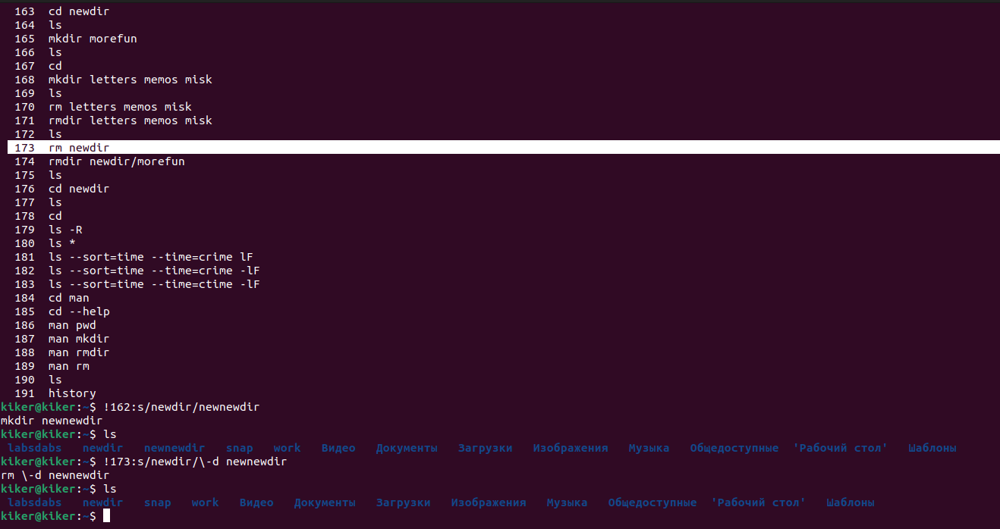 163  cd newdir
164  ls
165  mkdir morefun
166  ls
167  cd
168  mkdir letters memos misk
169  ls
170  rm letters memos misk
171  rmdir letters memos misk
172  ls
173  rm newdir
174  rmdir newdir/morefun
175  ls
176  cd newdir
177  ls
178  cd
179  ls -R
180  ls *
181  ls --sort=time --time=crime lF
182  ls --sort=time --time=crime -lF
183  ls --sort=time --time=ctime -lF
184  cd man
185  cd --help
186  man pwd
187  man mkdir
188  man rmdir
189  man rm
190  ls
191  history
kiker@kiker:~$ !162:s/newdir/newnewdir
mkdir newnewdir
kiker@kiker:~$ ls
labsdabs   newdir   newnewdir   snap   work   Видео   Документы   Загрузки   Изображения   Музыка   Общедоступные  'Рабочий стол'   Шаблоны
kiker@kiker:~$ !173:s/newdir/\-d newnewdir
rm \-d newnewdir
kiker@kiker:~$ ls
labsdabs   newdir   snap   work   Видео   Документы   Загрузки   Изображения   Музыка   Общедоступные  'Рабочий стол'   Шаблоны
kiker@kiker:~$